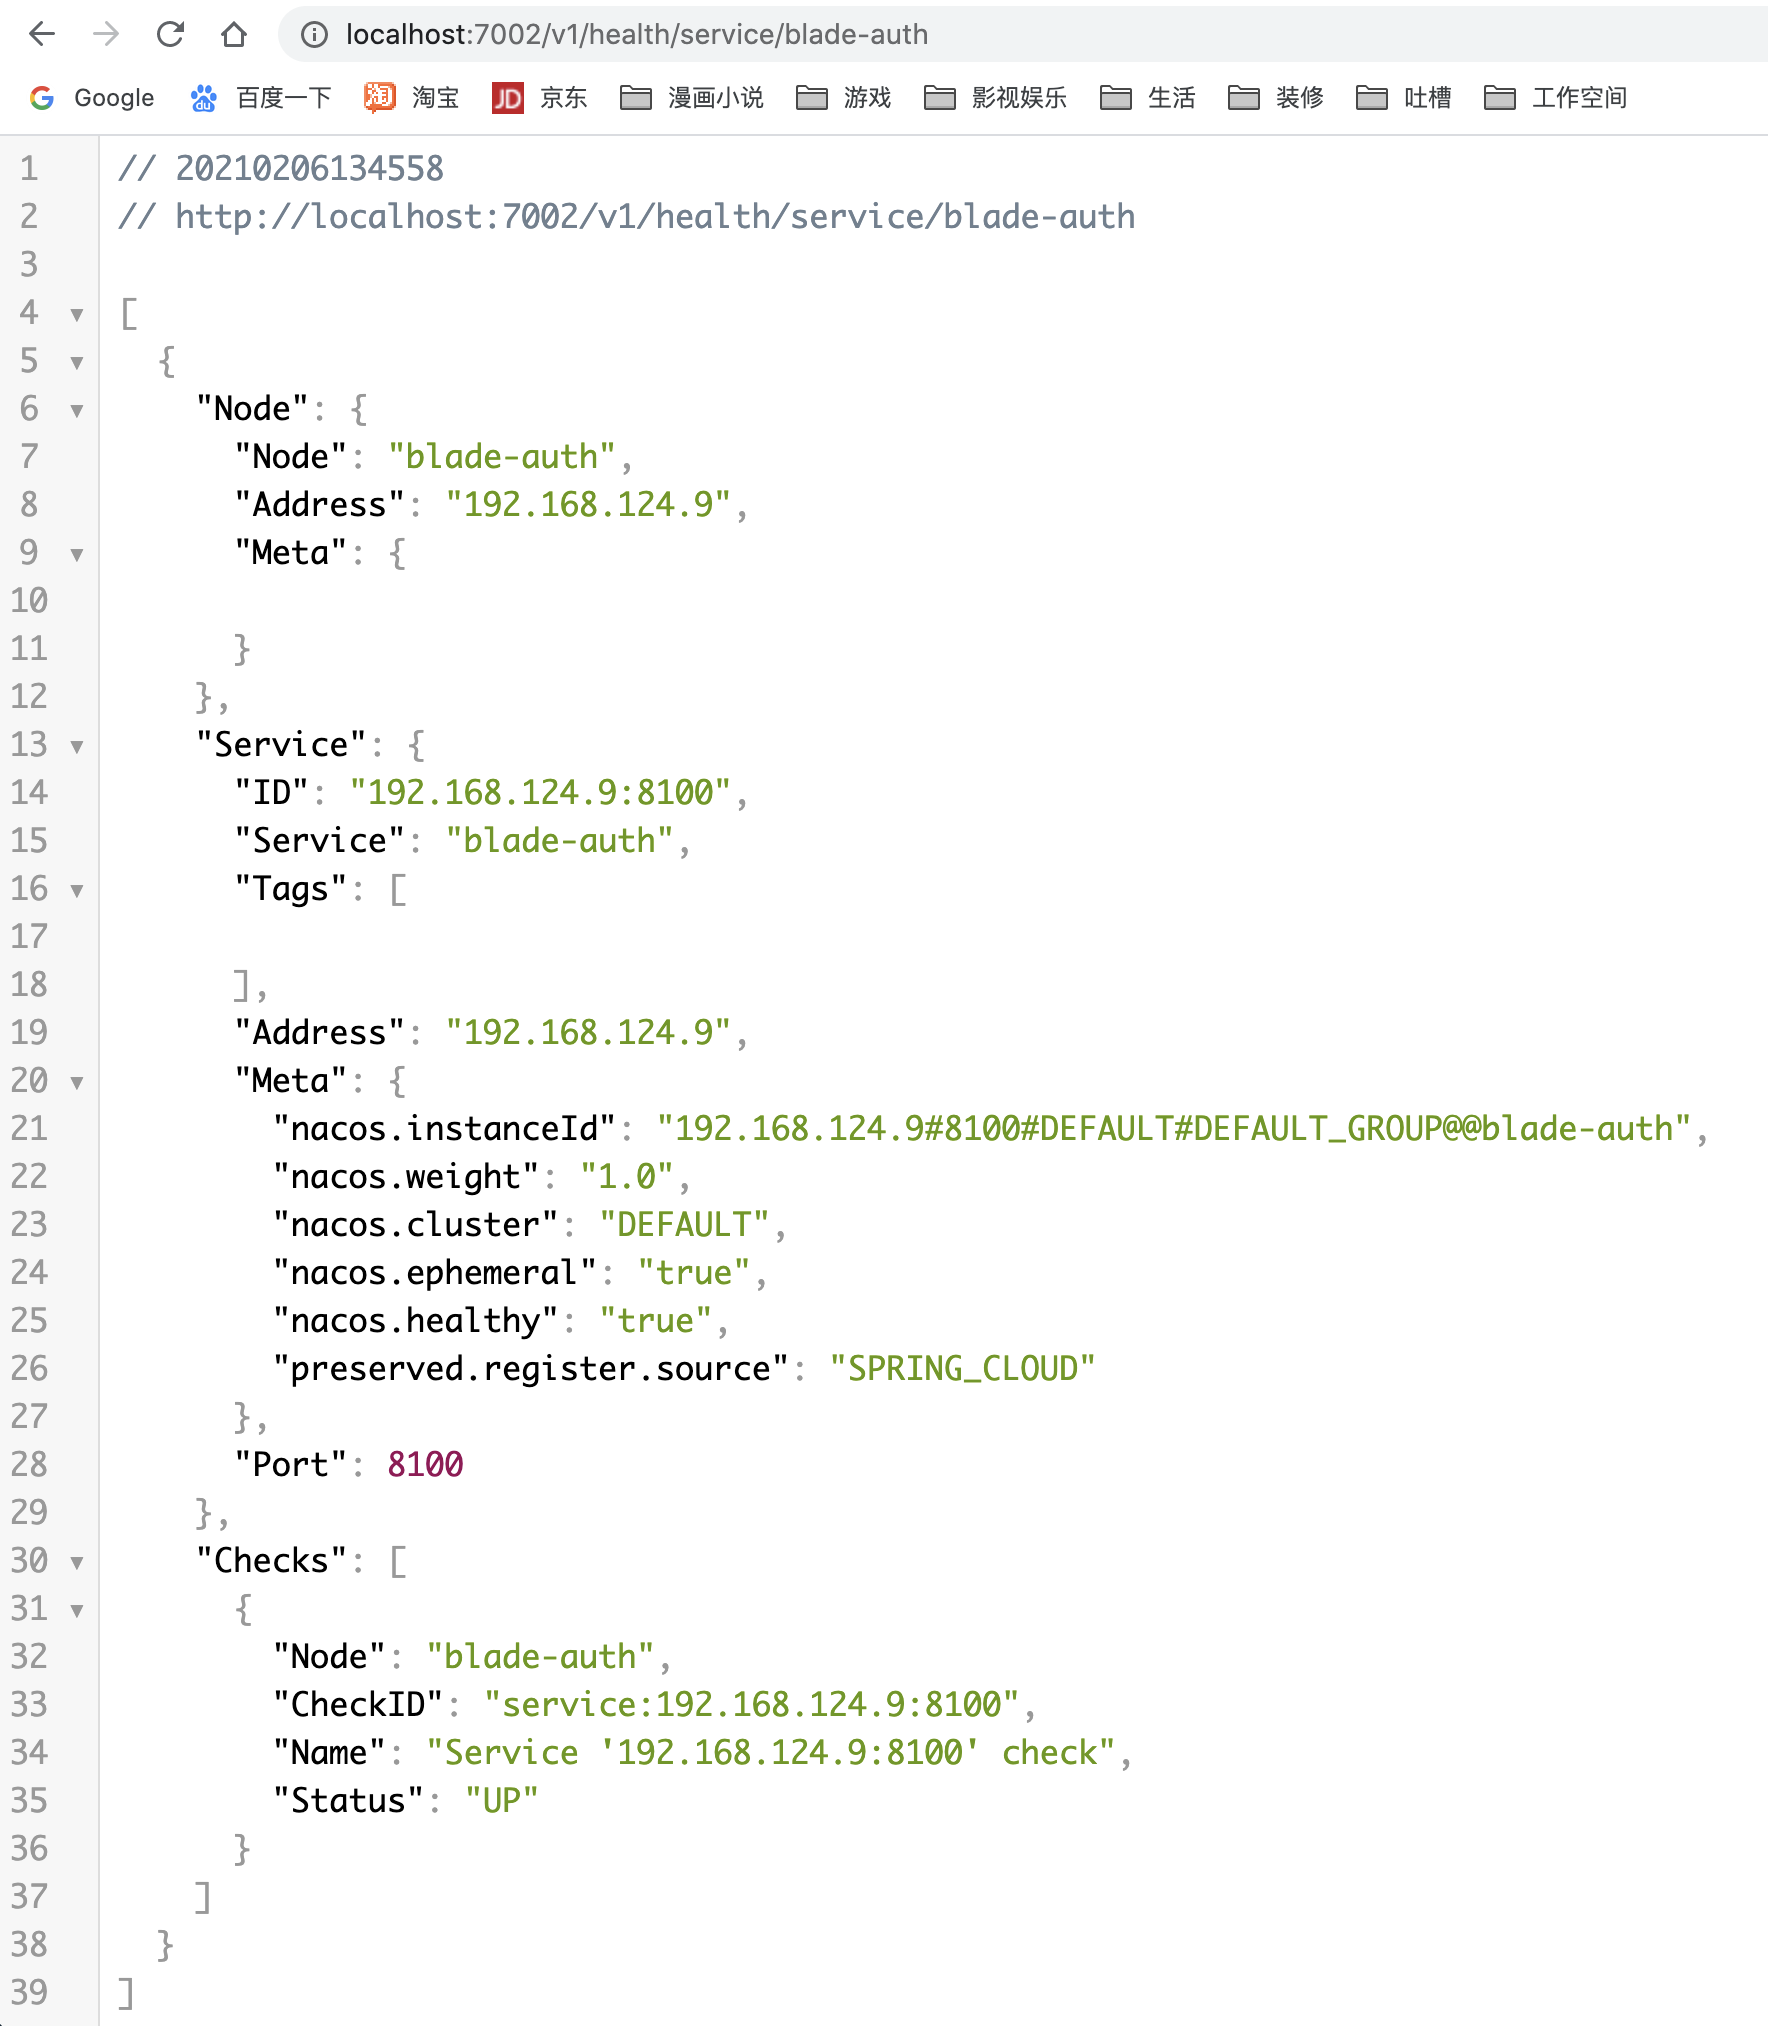 localhost:7002/v1/health/service/blade-auth
Google 百度一下 淘宝 JD 京东 漫画小说 游戏 影视娱乐 生活 装修 吐槽 工作空间
1 // 20210206134558
2 // http://localhost:7002/v1/health/service/blade-auth
3
4 [
5 {
6 "Node": {
7 "Node": "blade-auth",
8 "Address": "192.168.124.9",
9 "Meta": {
10
11 }
12 },
13 "Service": {
14 "ID": "192.168.124.9:8100",
15 "Service": "blade-auth",
16 "Tags": [
17
18 ],
19 "Address": "192.168.124.9",
20 "Meta": {
21 "nacos.instanceId": "192.168.124.9#8100#DEFAULT#DEFAULT_GROUP@@blade-auth",
22 "nacos.weight": "1.0",
23 "nacos.cluster": "DEFAULT",
24 "nacos.ephemeral": "true",
25 "nacos.healthy": "true",
26 "preserved.register.source": "SPRING_CLOUD"
27 },
28 "Port": 8100
29 },
30 "Checks": [
31 {
32 "Node": "blade-auth",
33 "CheckID": "service:192.168.124.9:8100",
34 "Name": "Service '192.168.124.9:8100' check",
35 "Status": "UP"
36 }
37 ]
38 }
39 ]